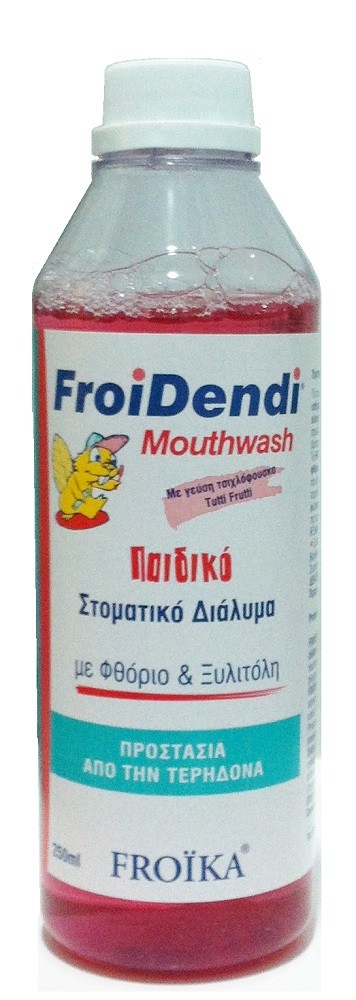 FroiDendi®
Mouthwash
Με γεύση τσιχλόφουσκα
Tutti Frutti
Παιδικό
Στοματικό Διάλυμα
με Φθόριο & Ξυλιτόλη
ΠΡΟΣΤΑΣΙΑ
ΑΠΟ ΤΗΝ ΤΕΡΗΔΟΝΑ
250ml
FROÏKA®